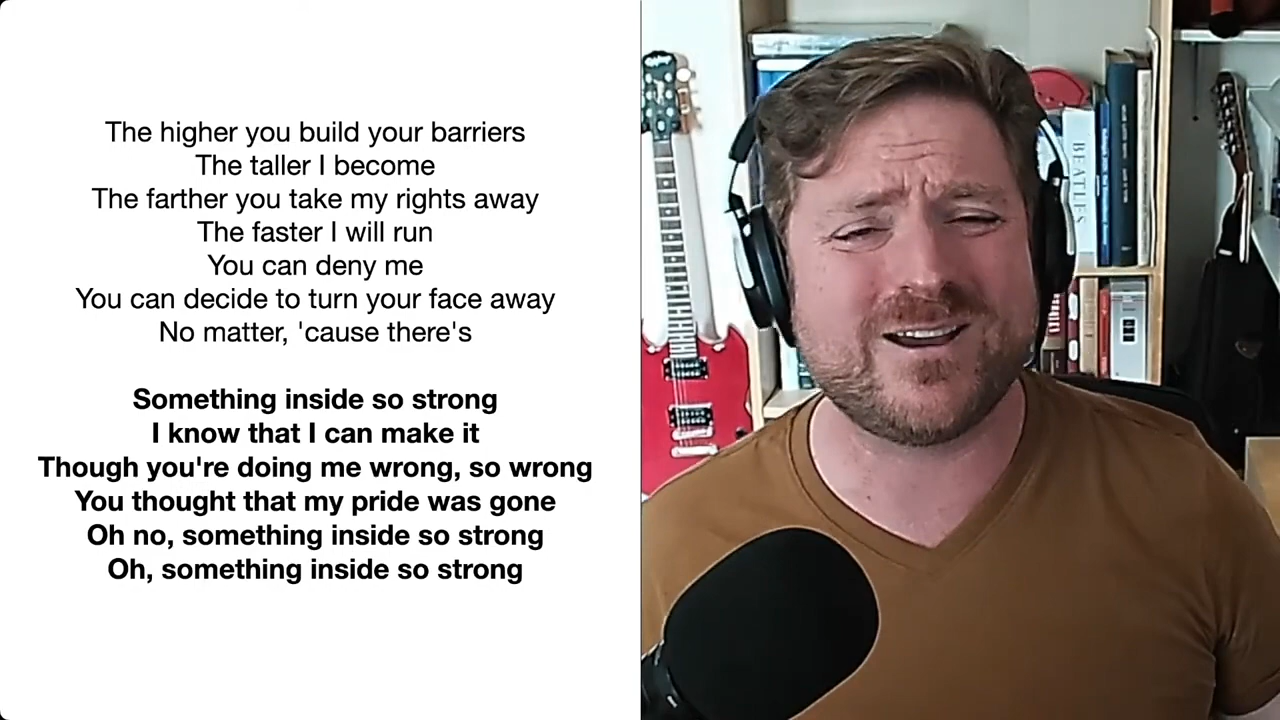 The higher you build your barriers
The taller I become
The farther you take my rights away
The faster I will run
You can deny me
You can decide to turn your face away
No matter, 'cause there's
Something inside so strong
I know that I can make it
Though you're doing me wrong, so wrong
You thought that my pride was gone
Oh no, something inside so strong
Oh, something inside so strong
BEATLES